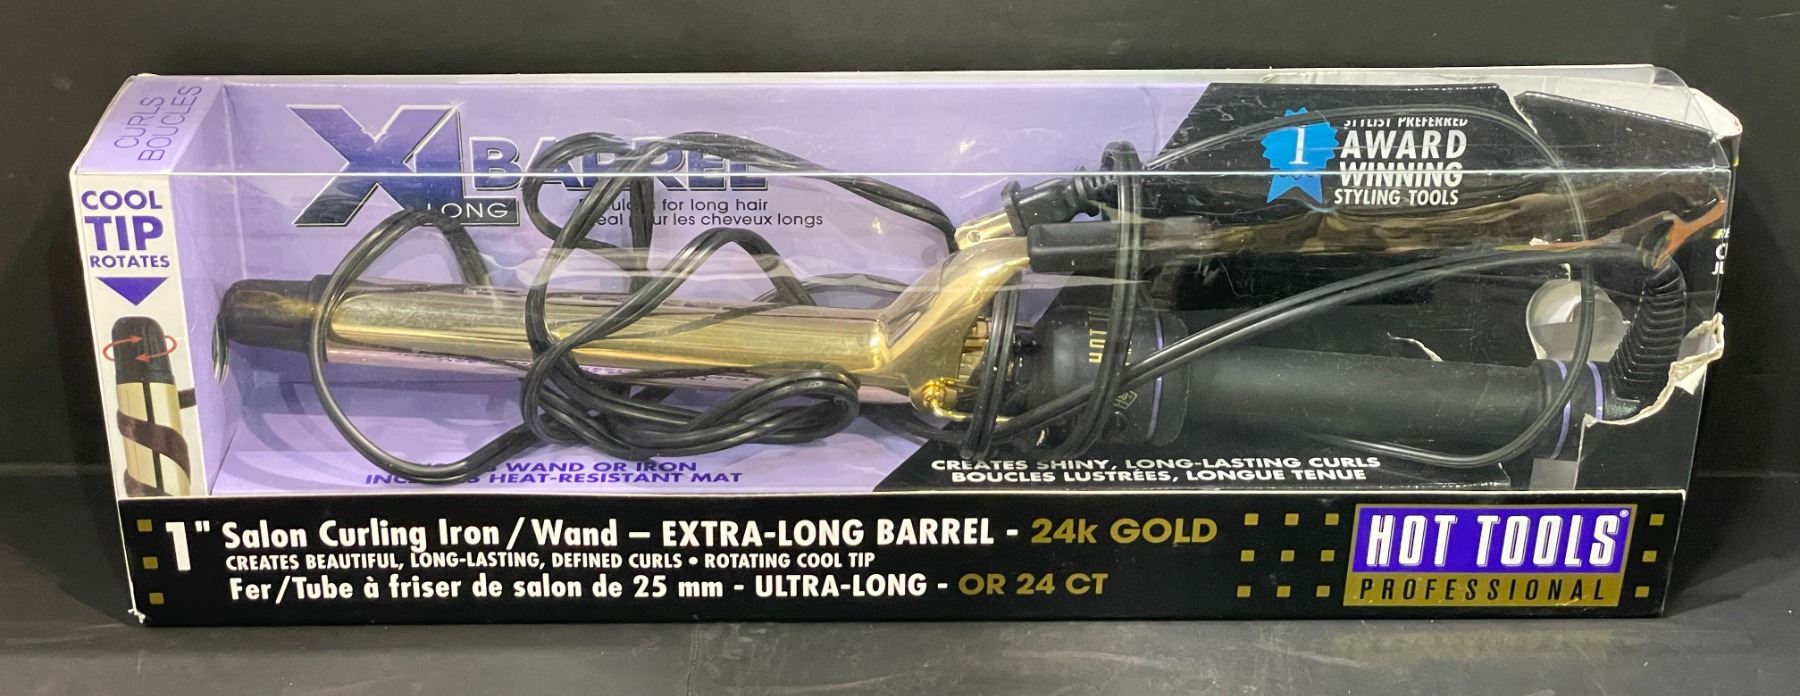 CURLS
BOUCLES
COOL
TIP
ROTATES
XL
LONG
BARREL
for long hair
les cheveux longs
1
STYLIST PREFERRED
AWARD
WINNING
STYLING TOOLS
HOT
WAND OR IRON
HEAT-RESISTANT MAT
CREATES SHINY, LONG-LASTING CURLS
BOUCLES LUSTRÉES, LONGUE TENUE
1" Salon Curling Iron / Wand – EXTRA-LONG BARREL - 24k GOLD
CREATES BEAUTIFUL, LONG-LASTING, DEFINED CURLS • ROTATING COOL TIP
Fer/Tube à friser de salon de 25 mm - ULTRA-LONG - OR 24 CT
HOT TOOLS®
PROFESSIONAL